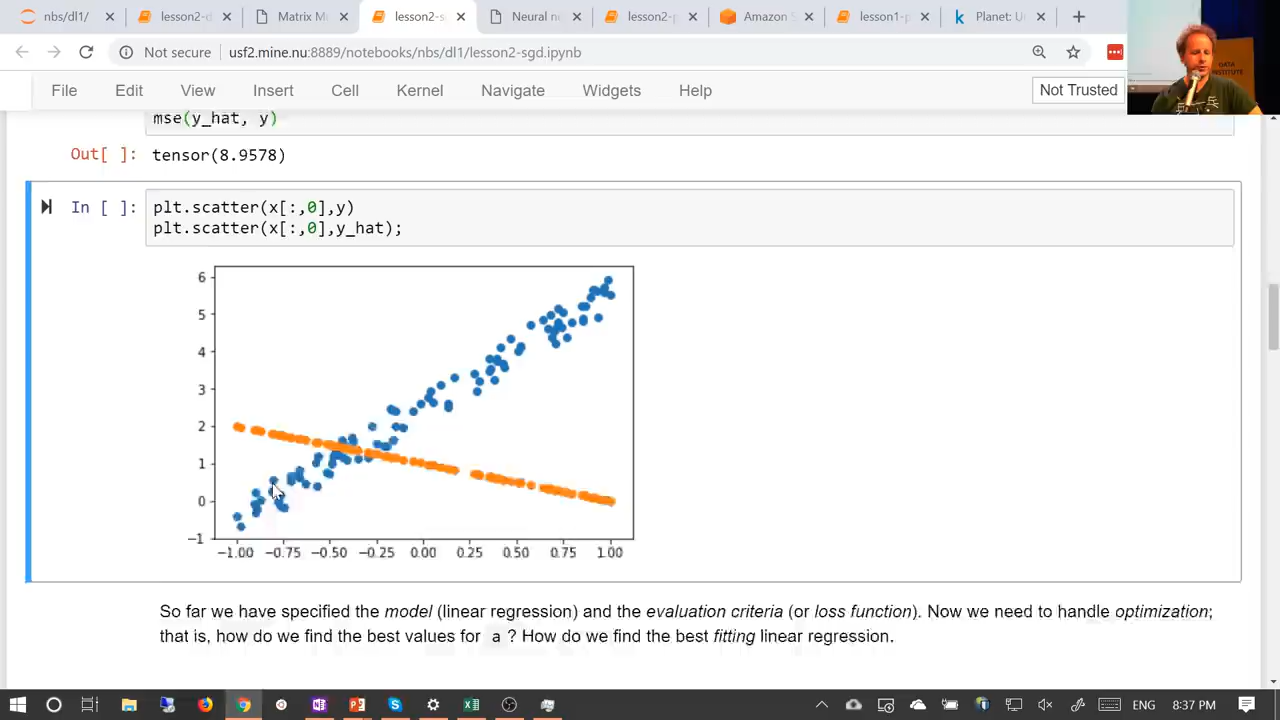 nbs/dl1/
lesson2-d
Matrix M
lesson2-s
Neural n
lesson2-p
Amazon S
lesson1-p
Planet: U
Not secure
usf2.mine.nu:8889/notebooks/nbs/dl1/lesson2-sgd.ipynb
DATA
INSTITUTE
File Edit View Insert Cell Kernel Navigate Widgets Help
Not Trusted
mse(y_hat, y)
Out[ ]: tensor(8.9578)
In [ ]: plt.scatter(x[:,0],y)
plt.scatter(x[:,0],y_hat);
6
5
4
3
2
1
0
−1
−1.00 −0.75 −0.50 −0.25 0.00 0.25 0.50 0.75 1.00
So far we have specified the model (linear regression) and the evaluation criteria (or loss function). Now we need to handle optimization;
that is, how do we find the best values for a ? How do we find the best fitting linear regression.
ENG 8:37 PM